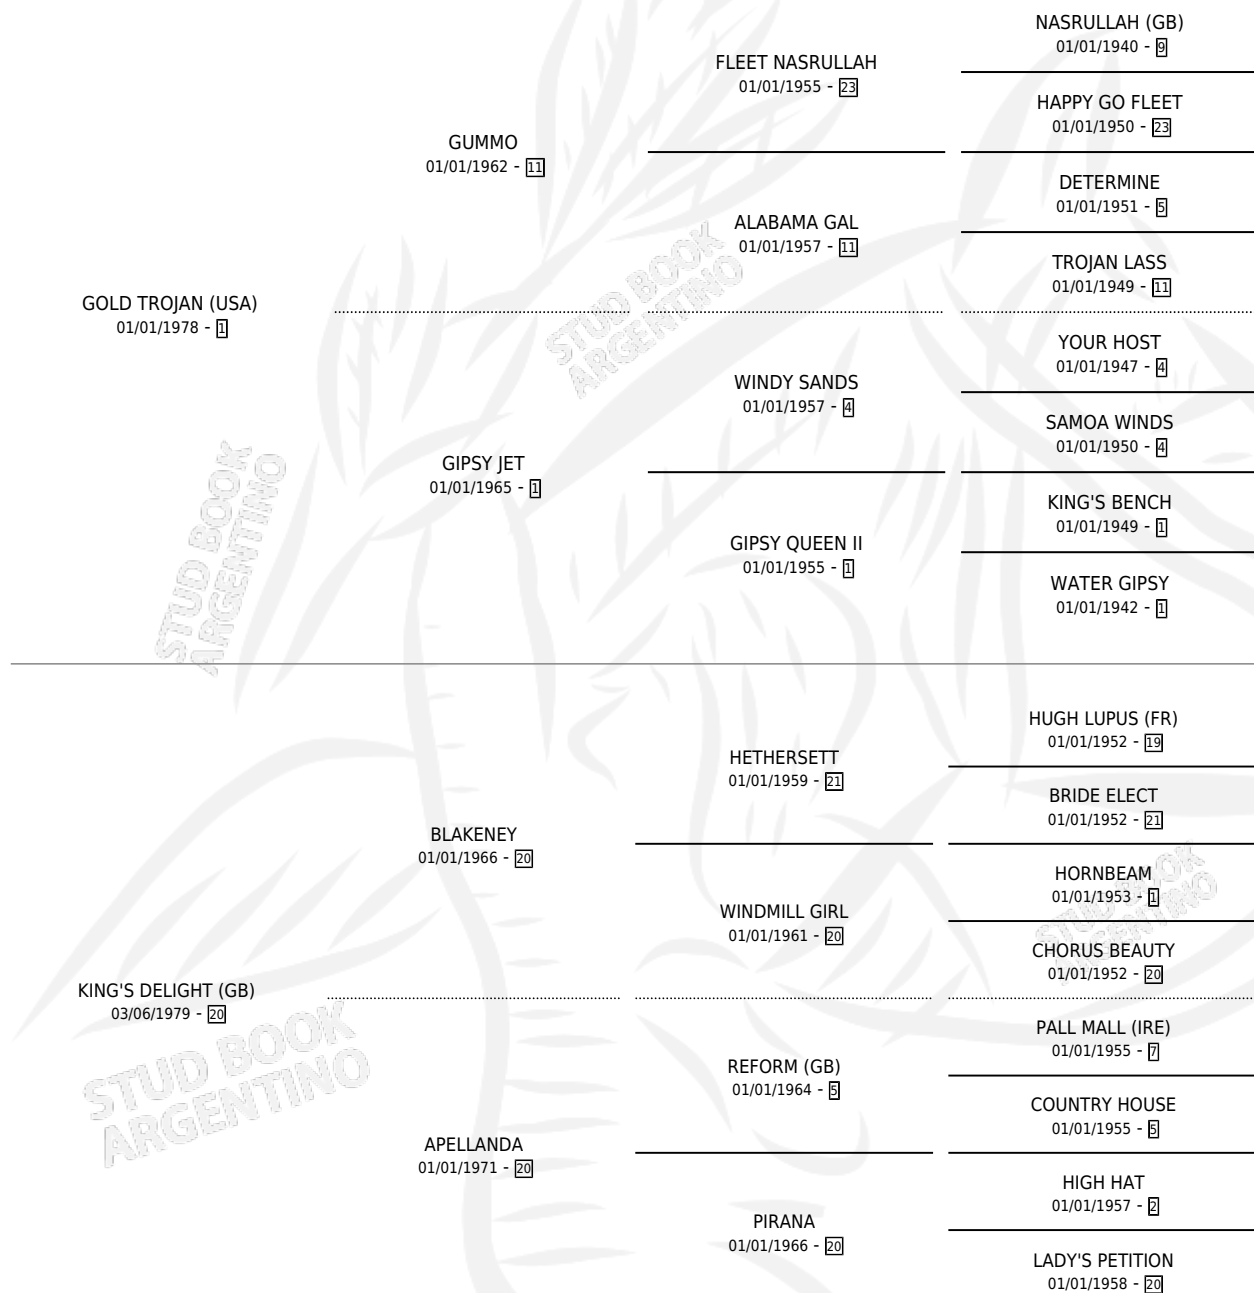 NASRULLAH (GB)
01/01/1940 - 9
FLEET NASRULLAH
01/01/1955 - 23
HAPPY GO FLEET
01/01/1950 - 23
GUMMO
01/01/1962 - 11
DETERMINE
01/01/1951 - 5
ALABAMA GAL
01/01/1957 - 11
TROJAN LASS
01/01/1949 - 11
GOLD TROJAN (USA)
01/01/1978 - 1
YOUR HOST
01/01/1947 - 4
WINDY SANDS
01/01/1957 - 4
SAMOA WINDS
01/01/1950 - 4
GIPSY JET
01/01/1965 - 1
KING'S BENCH
01/01/1949 - 1
GIPSY QUEEN II
01/01/1955 - 1
WATER GIPSY
01/01/1942 - 1
HUGH LUPUS (FR)
01/01/1952 - 19
HETHERSETT
01/01/1959 - 21
BRIDE ELECT
01/01/1952 - 21
BLAKENEY
01/01/1966 - 20
HORNBEAM
01/01/1953 - 1
WINDMILL GIRL
01/01/1961 - 20
CHORUS BEAUTY
01/01/1952 - 20
KING'S DELIGHT (GB)
03/06/1979 - 20
PALL MALL (IRE)
01/01/1955 - 7
REFORM (GB)
01/01/1964 - 5
COUNTRY HOUSE
01/01/1955 - 5
APELLANDA
01/01/1971 - 20
HIGH HAT
01/01/1957 - 2
PIRANA
01/01/1966 - 20
LADY'S PETITION
01/01/1958 - 20
STUD BOOK
ARGENTINO
STUD BOOK
ARGENTINO
STUD BOOK
ARGENTINO
STUD BOOK
ARGENTINO